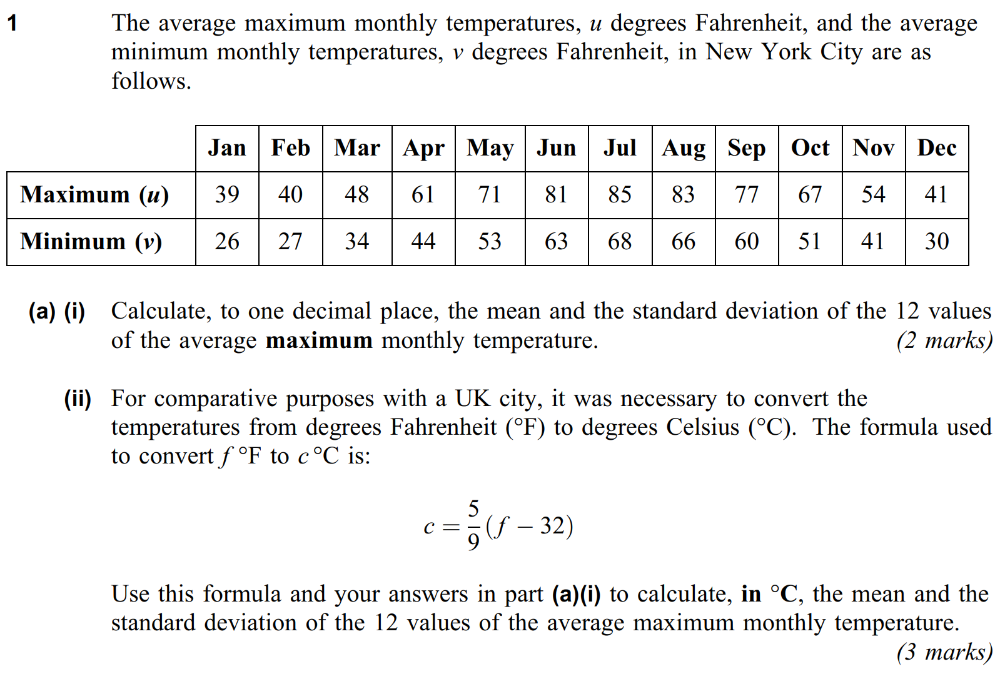 1 The average maximum monthly temperatures, u degrees Fahrenheit, and the average
minimum monthly temperatures, v degrees Fahrenheit, in New York City are as
follows.
Jan Feb Mar Apr May Jun Jul Aug Sep Oct Nov Dec
Maximum (u) 39 40 48 61 71 81 85 83 77 67 54 41
Minimum (v) 26 27 34 44 53 63 68 66 60 51 41 30
(a) (i) Calculate, to one decimal place, the mean and the standard deviation of the 12 values
of the average maximum monthly temperature. (2 marks)
(ii) For comparative purposes with a UK city, it was necessary to convert the
temperatures from degrees Fahrenheit (°F) to degrees Celsius (°C). The formula used
to convert f °F to c °C is:
c = 5/9 (f − 32)
Use this formula and your answers in part (a)(i) to calculate, in °C, the mean and the
standard deviation of the 12 values of the average maximum monthly temperature.
(3 marks)